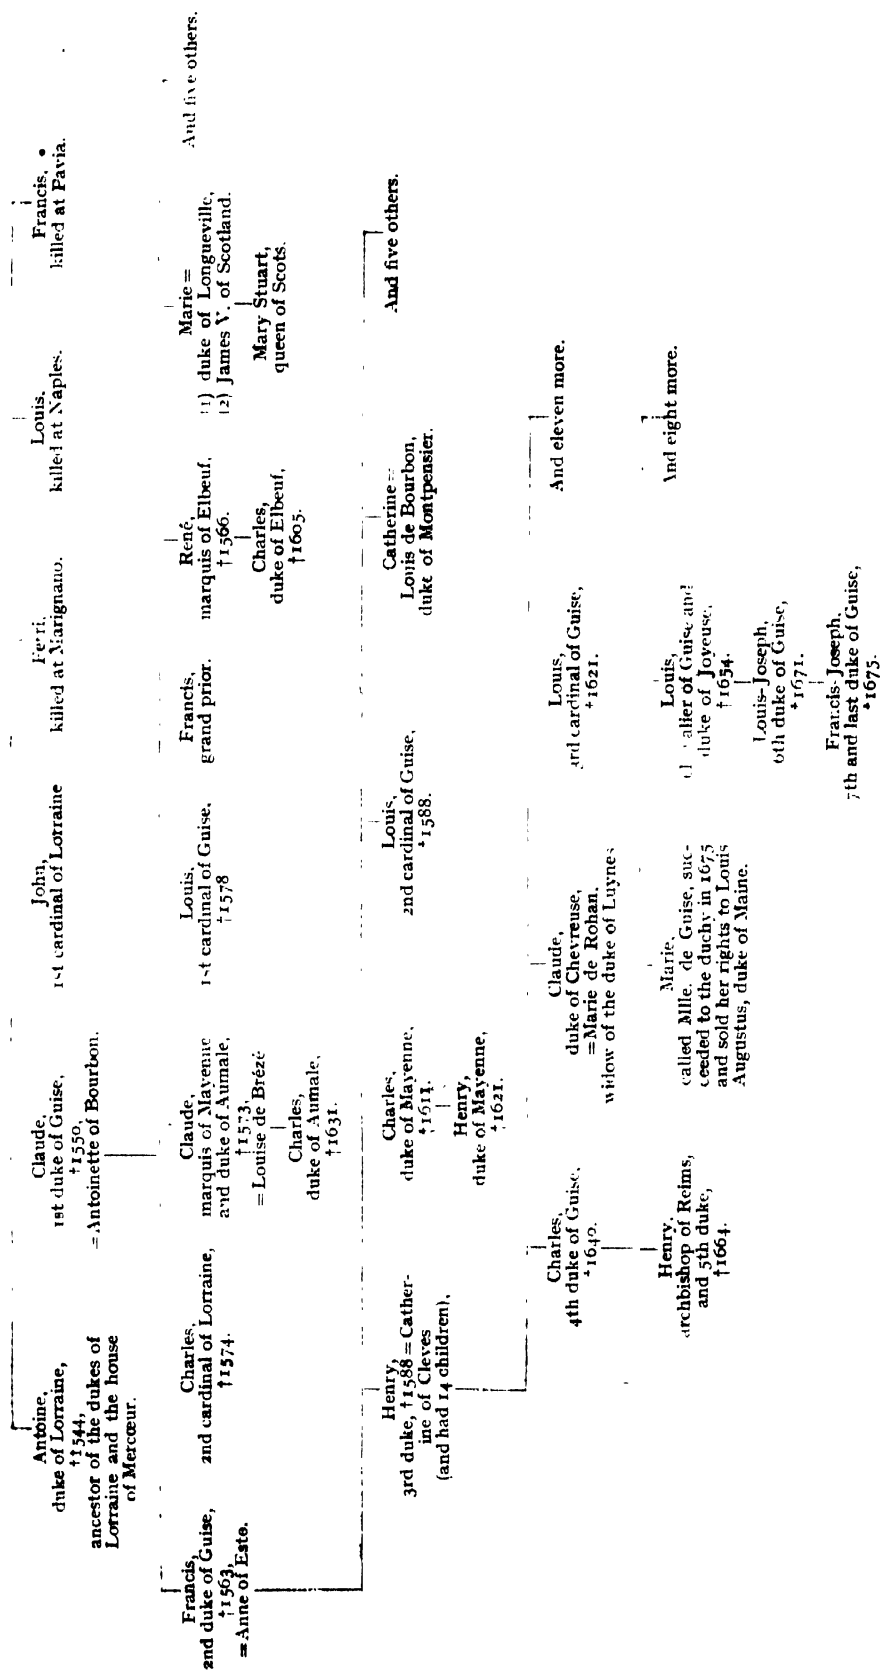 Antoine,
duke of Lorraine,
†1544,
ancestor of the dukes of
Lorraine and the house
of Mercœur.
Claude,
1st duke of Guise,
†1550,
=Antoinette of Bourbon.
John,
1st cardinal of Lorraine
Ferri,
killed at Marignano.
Louis,
killed at Naples.
Francis,
killed at Pavia.
Francis,
2nd duke of Guise,
†1563,
=Anne of Este.
Charles,
2nd cardinal of Lorraine,
†1574.
Claude,
marquis of Mayenne
and duke of Aumale,
†1573,
=Louise de Brézé
Charles,
duke of Aumale,
†1631.
Louis,
1st cardinal of Guise,
†1578
Francis,
grand prior.
René,
marquis of Elbeuf,
†1566.
Charles,
duke of Elbeuf,
†1605.
Marie=
(1) duke of Longueville,
(2) James V. of Scotland.
Mary Stuart,
queen of Scots.
And five others.
Henry,
3rd duke, †1588=Cather-
ine of Cleves
(and had 14 children),
Charles,
duke of Mayenne,
†1611.
Henry,
duke of Mayenne,
†1621.
Louis,
2nd cardinal of Guise,
†1588.
Catherine=
Louis de Bourbon,
duke of Montpensier.
And five others.
Charles,
4th duke of Guise,
†1640.
Claude,
duke of Chevreuse,
=Marie de Rohan.
widow of the duke of Luynes
Louis,
3rd cardinal of Guise,
†1621.
And eleven more.
Henry,
archbishop of Reims,
and 5th duke,
†1664.
Marie,
called Mlle. de Guise, suc-
ceeded to the duchy in 1675
and sold her rights to Louis
Augustus, duke of Maine.
Louis,
chevalier of Guise and
duke of Joyeuse,
†1654.
Louis-Joseph,
6th duke of Guise,
†1671.
Francis-Joseph,
7th and last duke of Guise,
†1675.
And eight more.